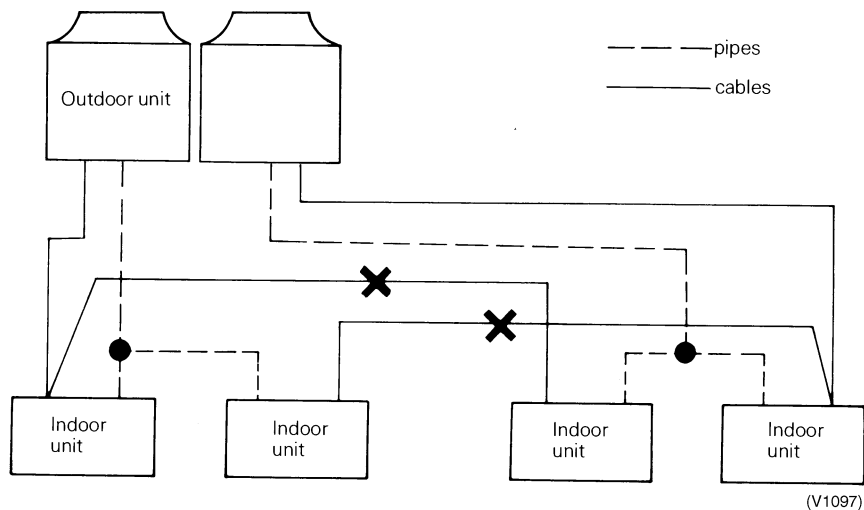 pipes
cables
Outdoor unit
Indoor
unit
Indoor
unit
Indoor
unit
Indoor
unit
(V1097)